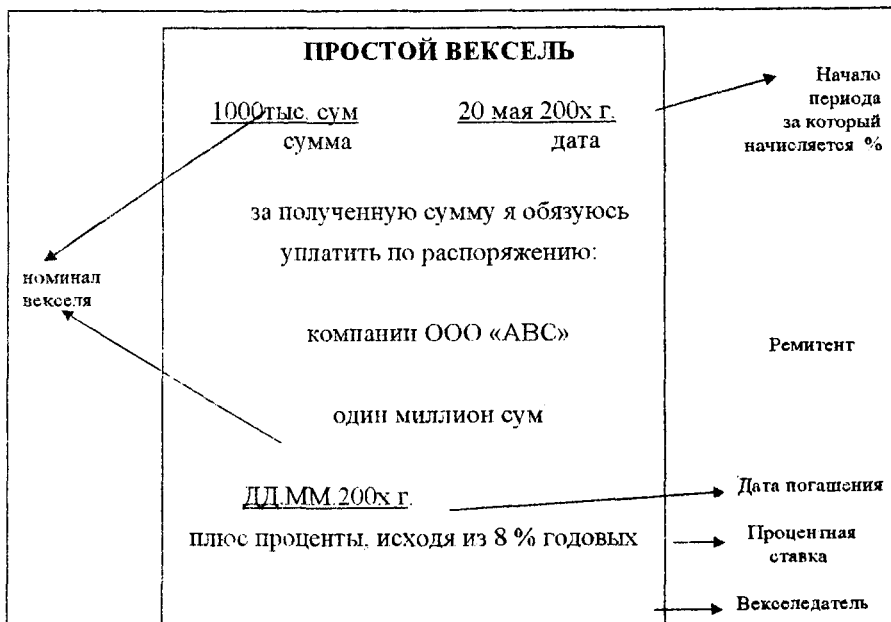 ПРОСТОЙ ВЕКСЕЛЬ
1000тыс. сум
20 мая 200х г.
сумма
дата
Начало
периода
за который
начисляется %
за полученную сумму я обязуюсь
уплатить по распоряжению:
номинал
векселя
компании ООО «АВС»
Ремитент
один миллион сум
ДД.ММ.200х г.
Дата погашения
плюс проценты, исходя из 8 % годовых
Процентная
ставка
Векседедатель